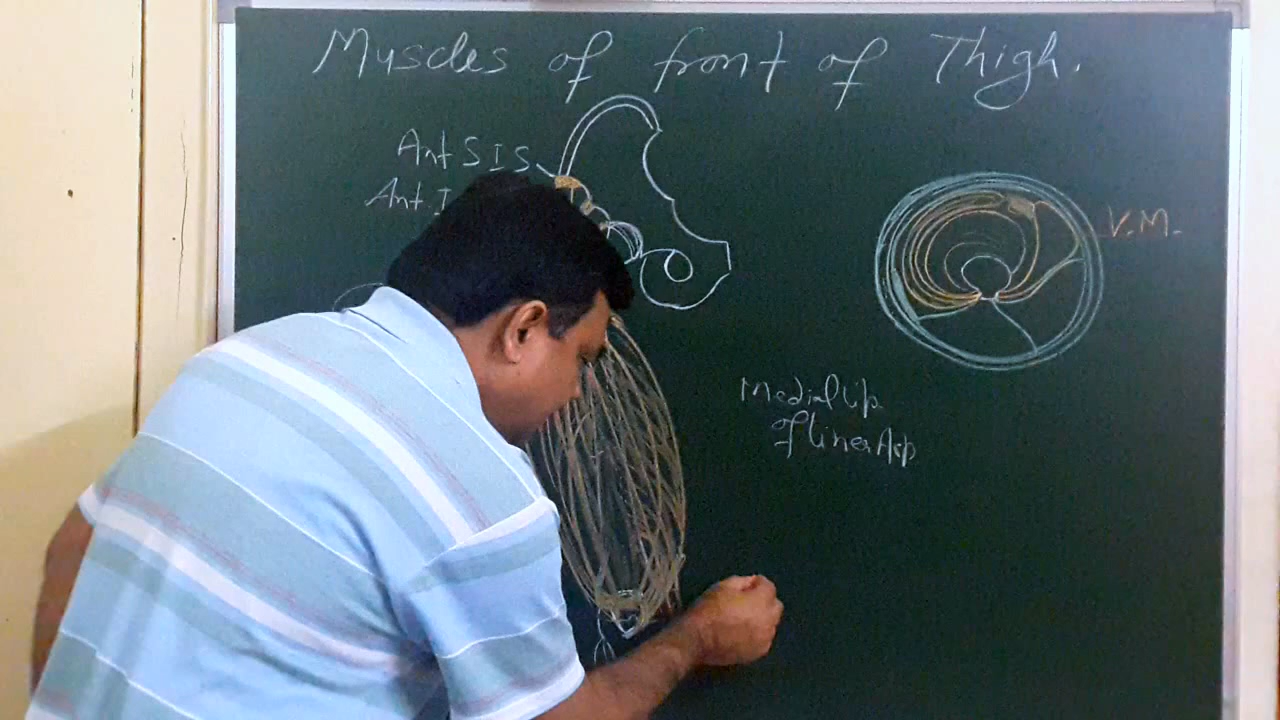 Muscles of front of Thigh.
Ant S I S
Ant. I
V.M.
Medial lip
of linea Asp